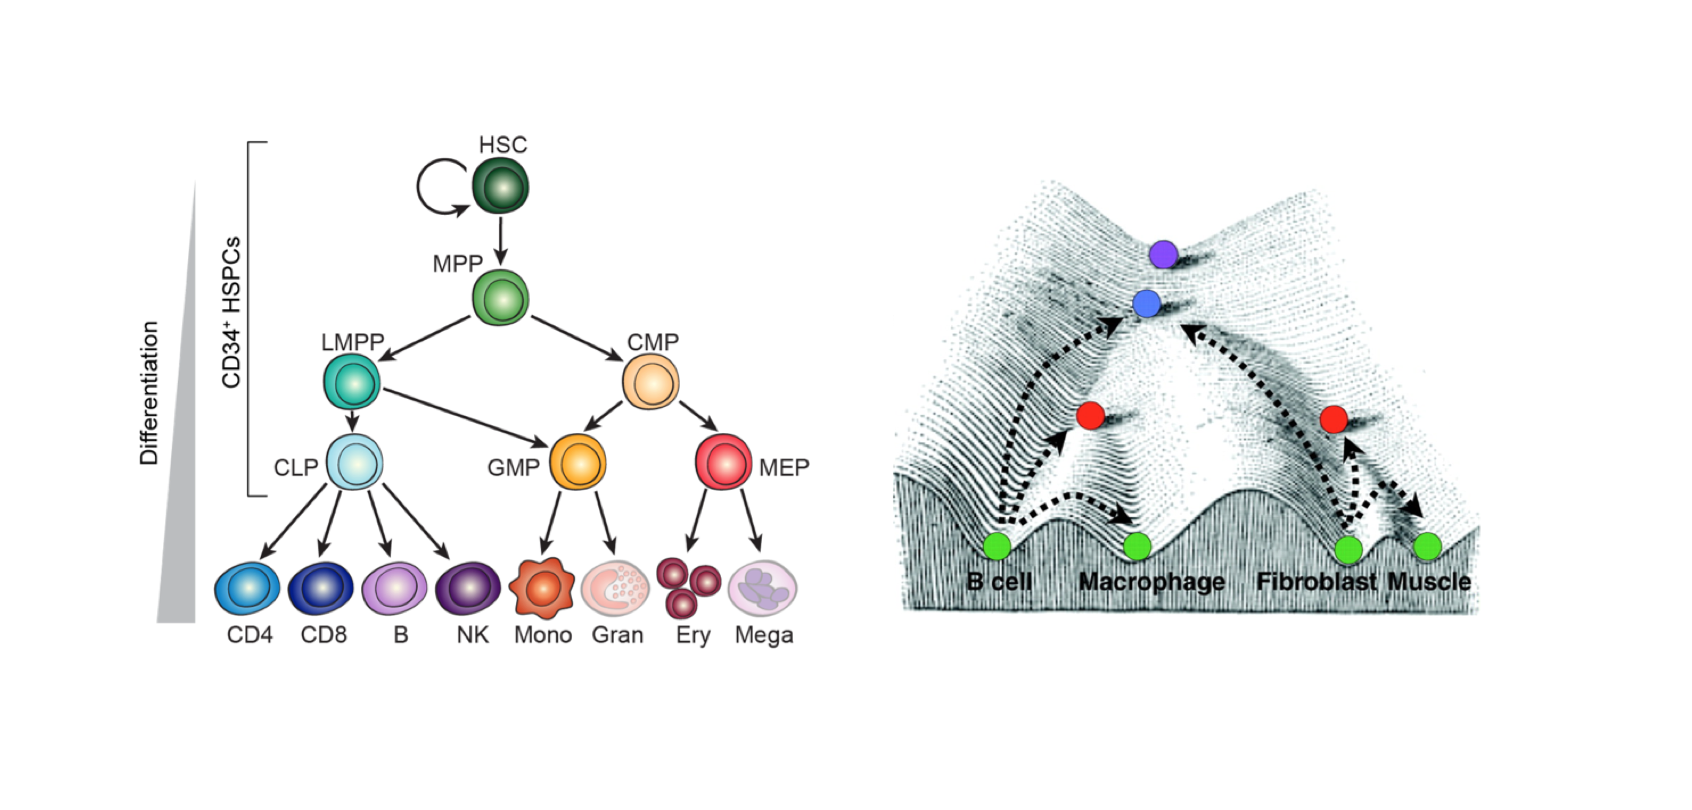 HSC
MPP
LMPP
CMP
CLP
GMP
MEP
CD4
CD8
B
NK
Mono
Gran
Ery
Mega
Differentiation
CD34⁺ HSPCs
B cell
Macrophage
Fibroblast
Muscle